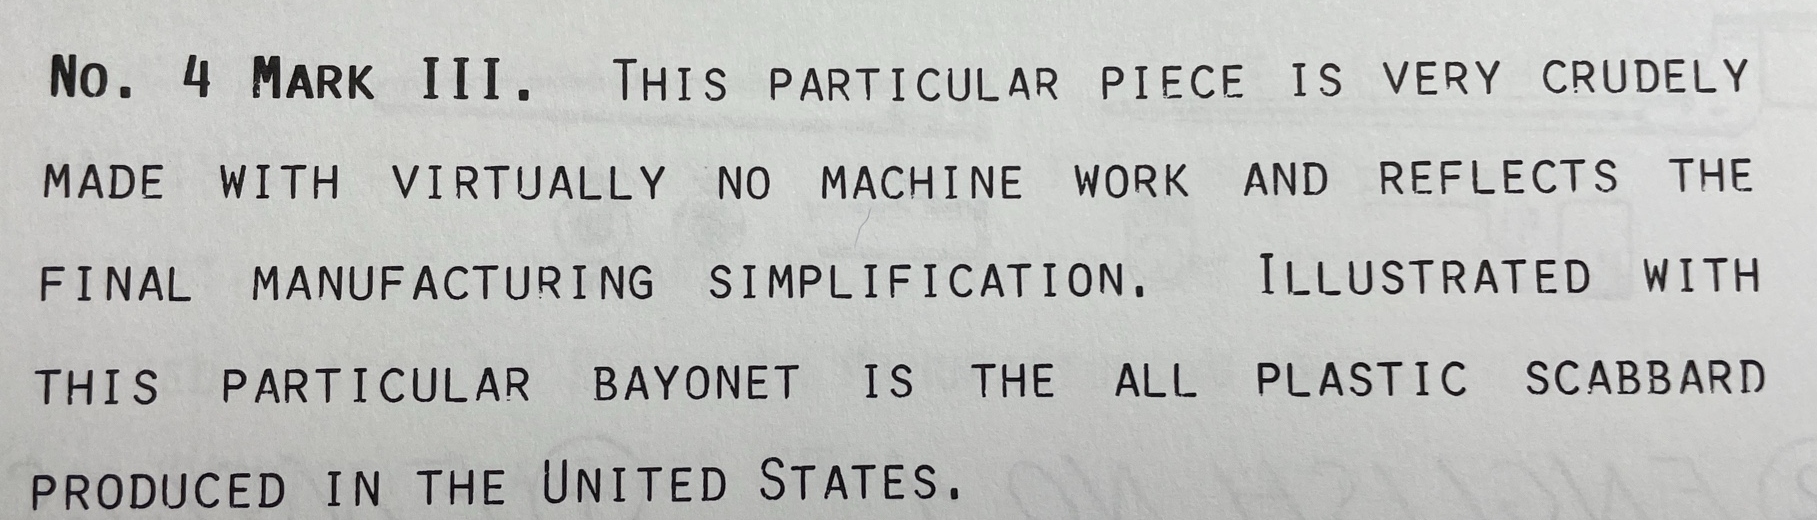 No. 4 Mark III. This particular piece is very crudely
made with virtually no machine work and reflects the
final manufacturing simplification. Illustrated with
this particular bayonet is the all plastic scabbard
produced in the United States.